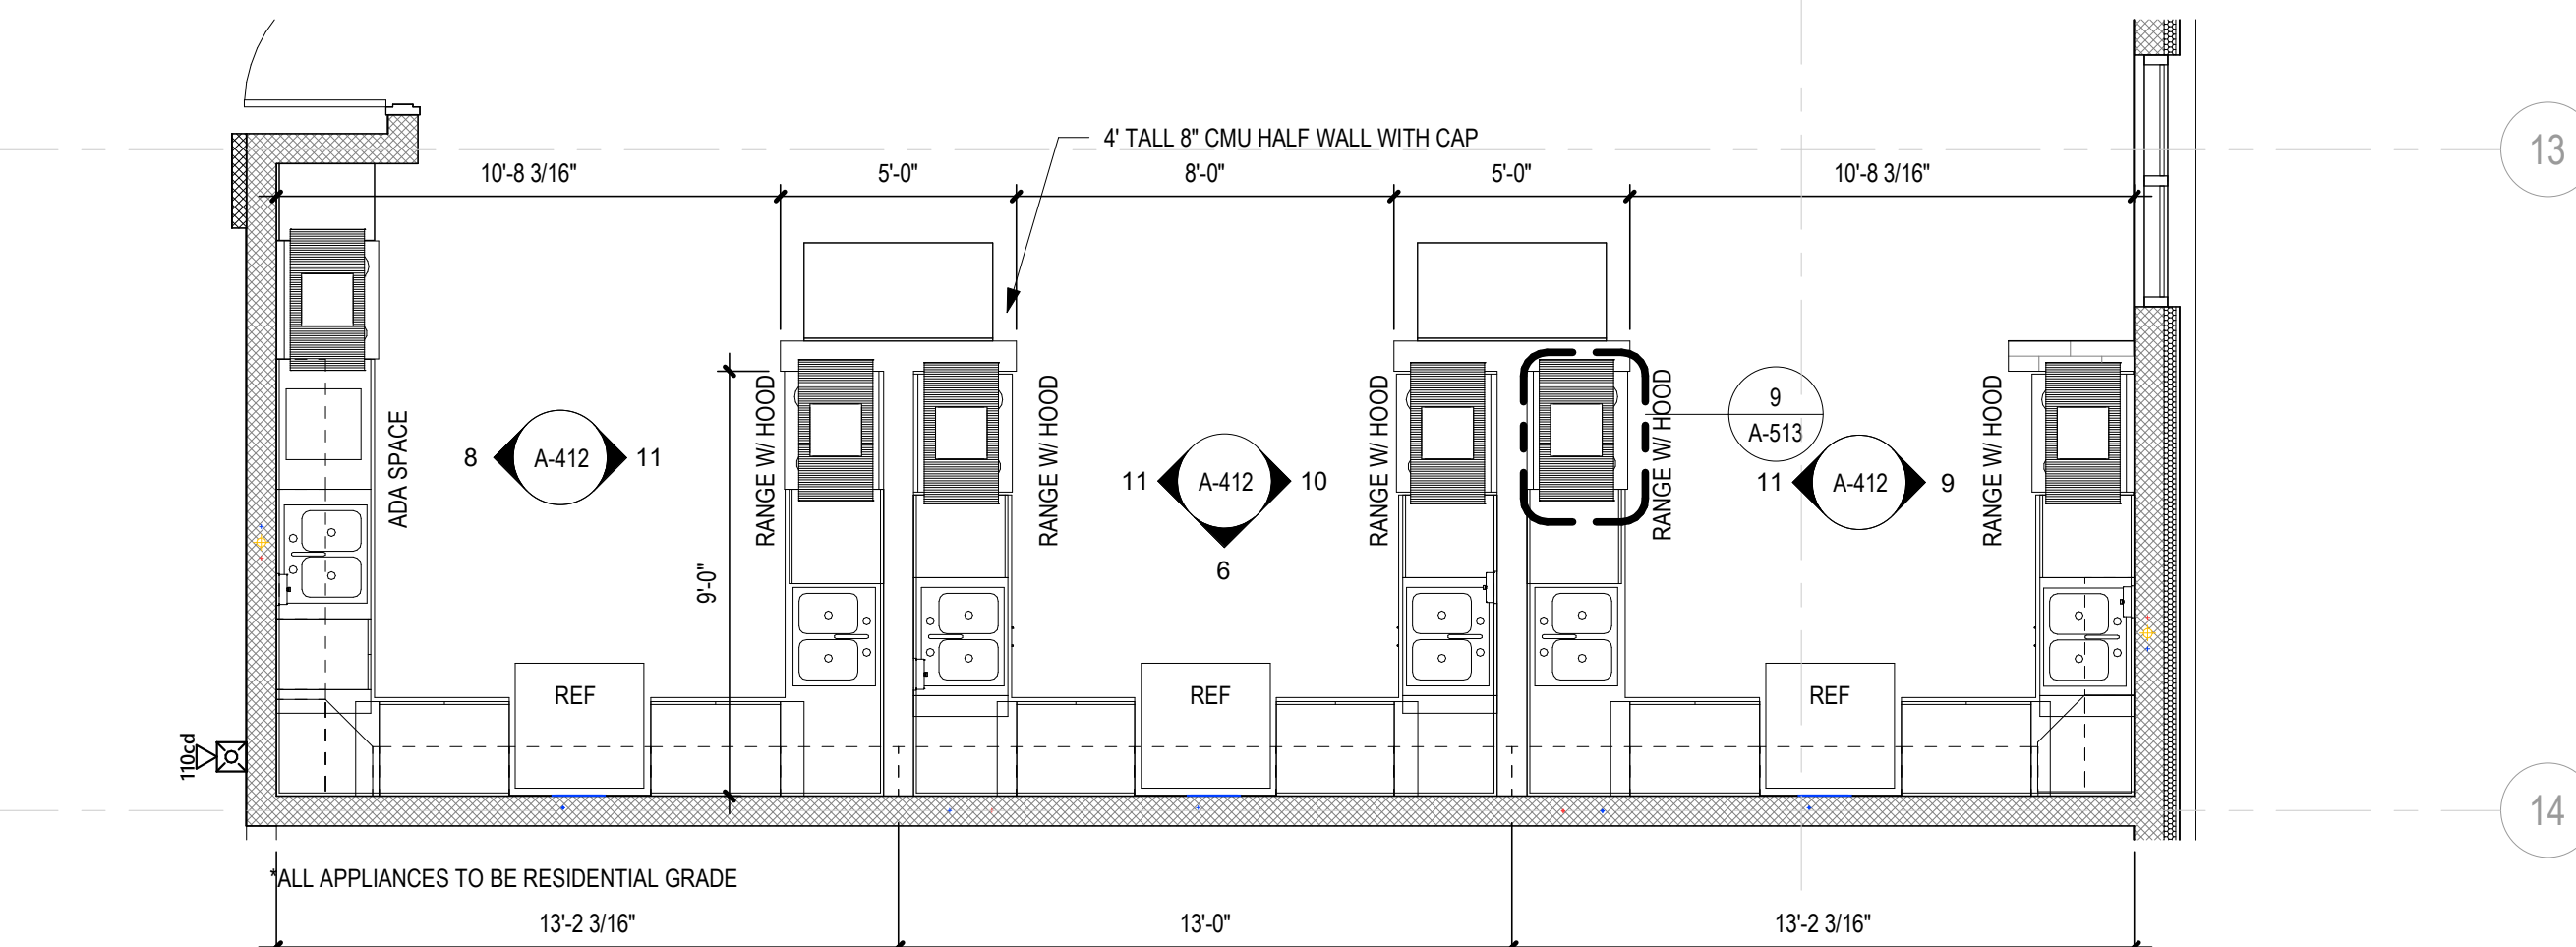 4' TALL 8" CMU HALF WALL WITH CAP
13
10'-8 3/16"
5'-0"
8'-0"
5'-0"
10'-8 3/16"
ADA SPACE
8
A-412
11
RANGE W/ HOOD
9'-0"
RANGE W/ HOOD
11
A-412
10
6
RANGE W/ HOOD
RANGE W/ HOOD
9
A-513
11
A-412
9
RANGE W/ HOOD
REF
REF
REF
110cd
14
*ALL APPLIANCES TO BE RESIDENTIAL GRADE
13'-2 3/16"
13'-0"
13'-2 3/16"